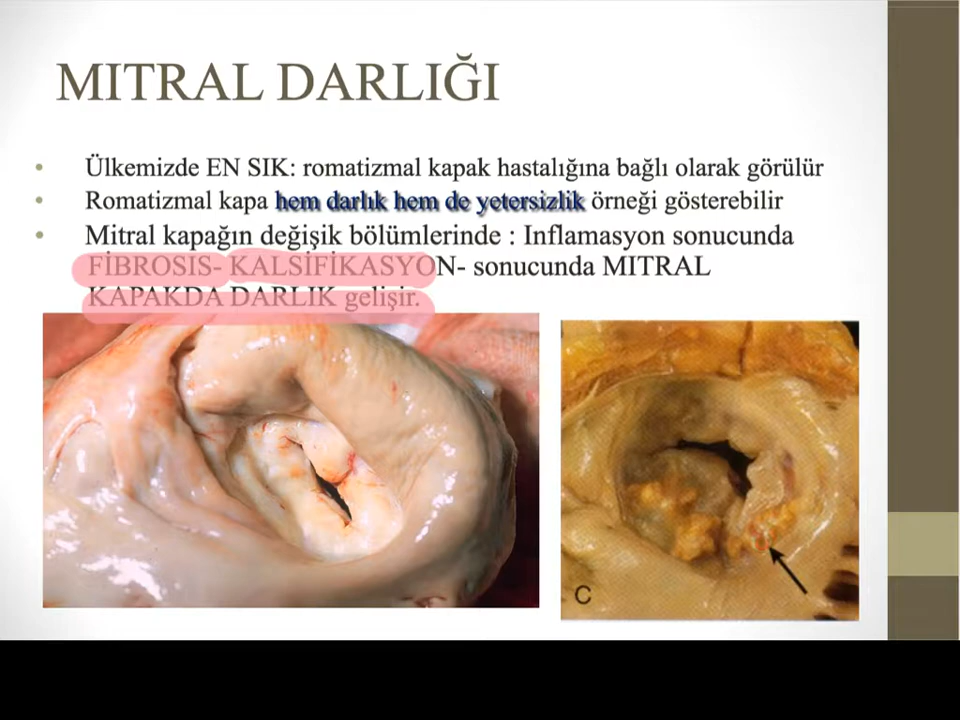 MITRAL DARLIĞI
• Ülkemizde EN SIK: romatizmal kapak hastalığına bağlı olarak görülür
• Romatizmal kapa hem darlık hem de yetersizlik örneği gösterebilir
• Mitral kapağın değişik bölümlerinde : Inflamasyon sonucunda
FİBROSIS- KALSİFİKASYON- sonucunda MITRAL
KAPAKDA DARLIK gelişir.
C